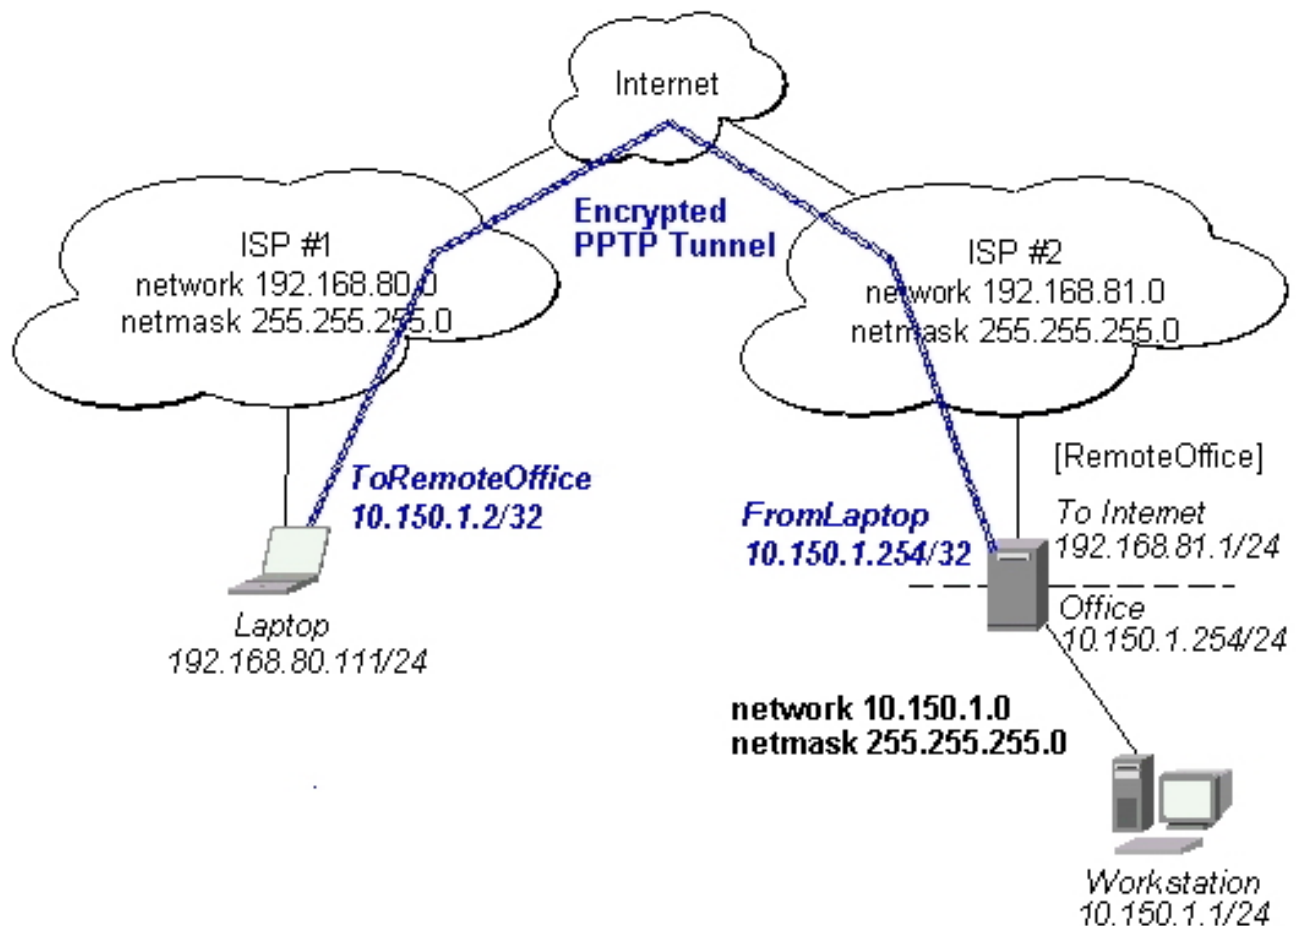 Internet
Encrypted
PPTP Tunnel
ISP #1
network 192.168.80.0
netmask 255.255.255.0
ISP #2
network 192.168.81.0
netmask 255.255.255.0
ToRemoteOffice
10.150.1.2/32
Laptop
192.168.80.111/24
FromLaptop
10.150.1.254/32
[RemoteOffice]
To Internet
192.168.81.1/24
Office
10.150.1.254/24
network 10.150.1.0
netmask 255.255.255.0
Workstation
10.150.1.1/24